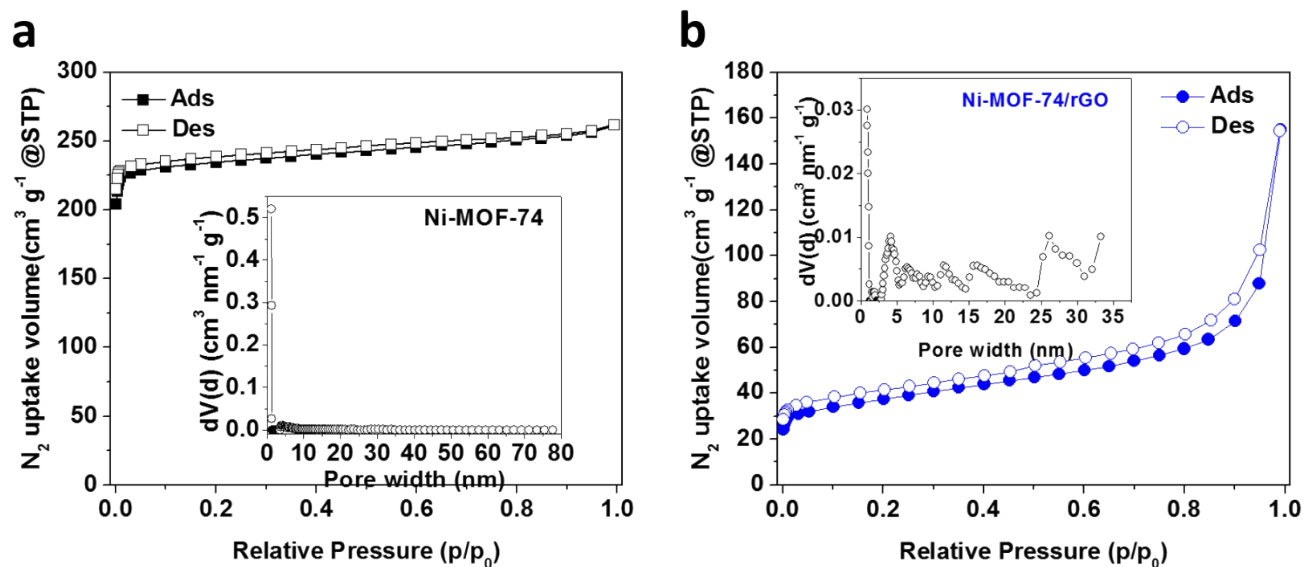 a
300
250
200
150
100
50
0
N₂ uptake volume(cm³ g⁻¹ @STP)
Ads
Des
0.5
0.4
0.3
0.2
0.1
0.0
dV(d) (cm³ nm⁻¹ g⁻¹)
Ni-MOF-74
0 10 20 30 40 50 60 70 80
Pore width (nm)
0.0 0.2 0.4 0.6 0.8 1.0
Relative Pressure (p/p₀)
b
180
160
140
120
100
80
60
40
20
0
N₂ uptake volume(cm³ g⁻¹ @STP)
0.03
0.02
0.01
0.00
dV(d) (cm³ nm⁻¹ g⁻¹)
Ni-MOF-74/rGO
0 5 10 15 20 25 30 35
Pore width (nm)
Ads
Des
0.0 0.2 0.4 0.6 0.8 1.0
Relative Pressure (p/p₀)